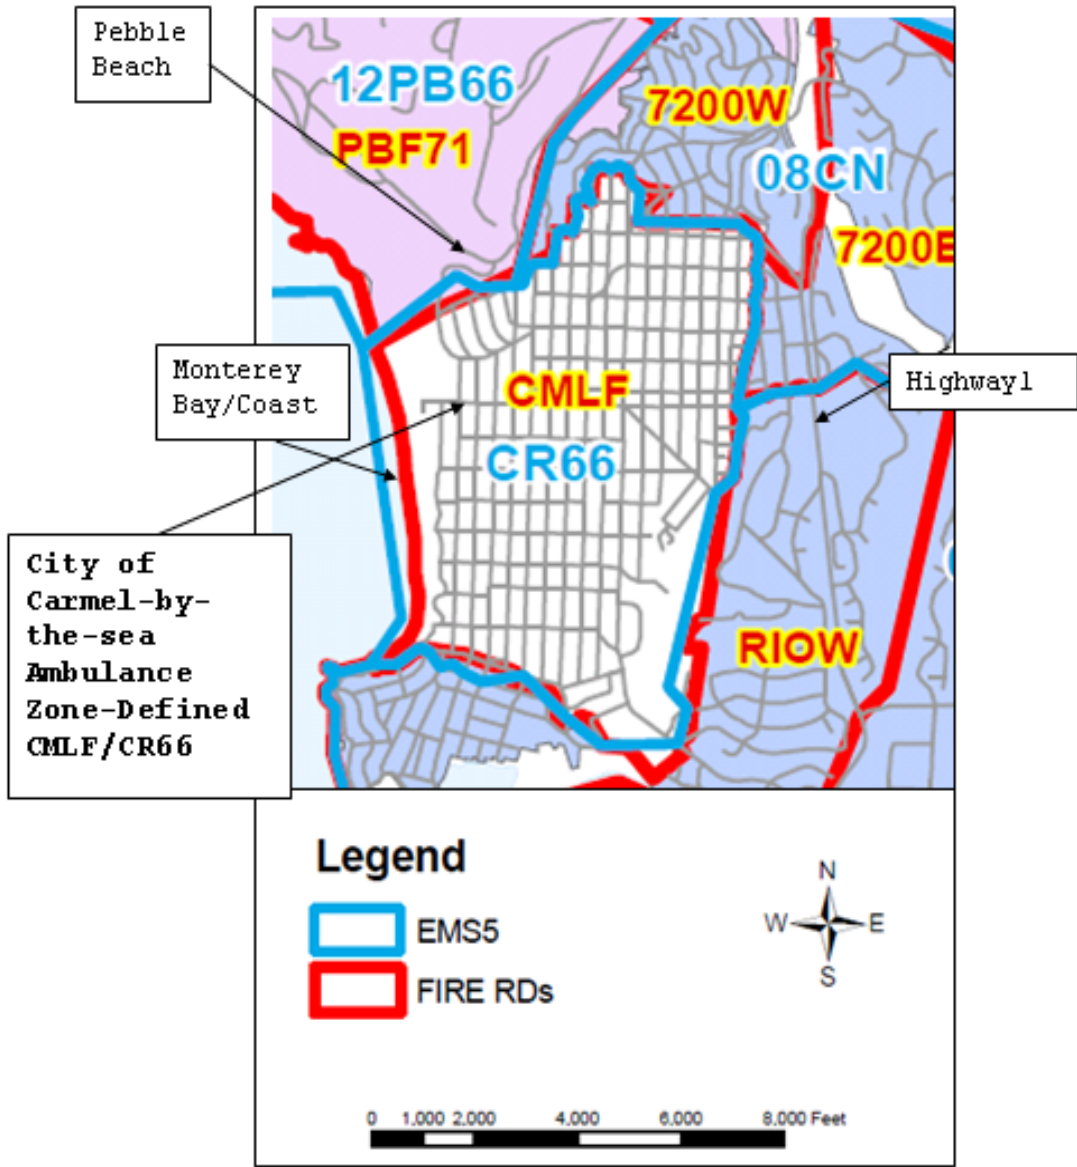 Pebble
Beach
12PB66
PBF71
7200W
08CN
7200E
Monterey
Bay/Coast
CMLF
CR66
Highway1
City of
Carmel-by-
the-sea
Ambulance
Zone-Defined
CMLF/CR66
RIOW
Legend
EMS5
FIRE RDs
N
W E
S
0 1,000 2,000 4,000 6,000 8,000 Feet